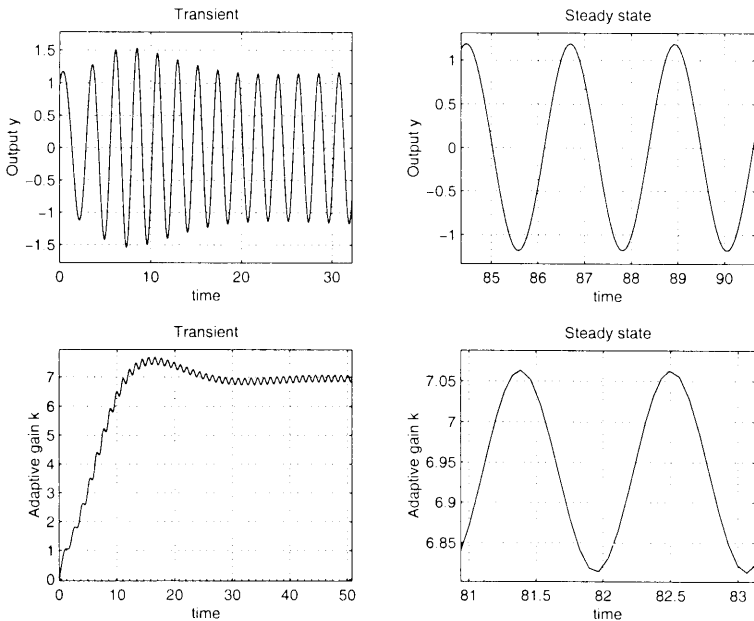 Transient
Output y
1.5
1
0.5
0
−0.5
−1
−1.5
0 10 20 30
time
Steady state
Output y
1
0.5
0
−0.5
−1
85 86 87 88 89 90
time
Transient
Adaptive gain k
7
6
5
4
3
2
1
0
0 10 20 30 40 50
time
Steady state
Adaptive gain k
7.05
7
6.95
6.9
6.85
81 81.5 82 82.5 83
time